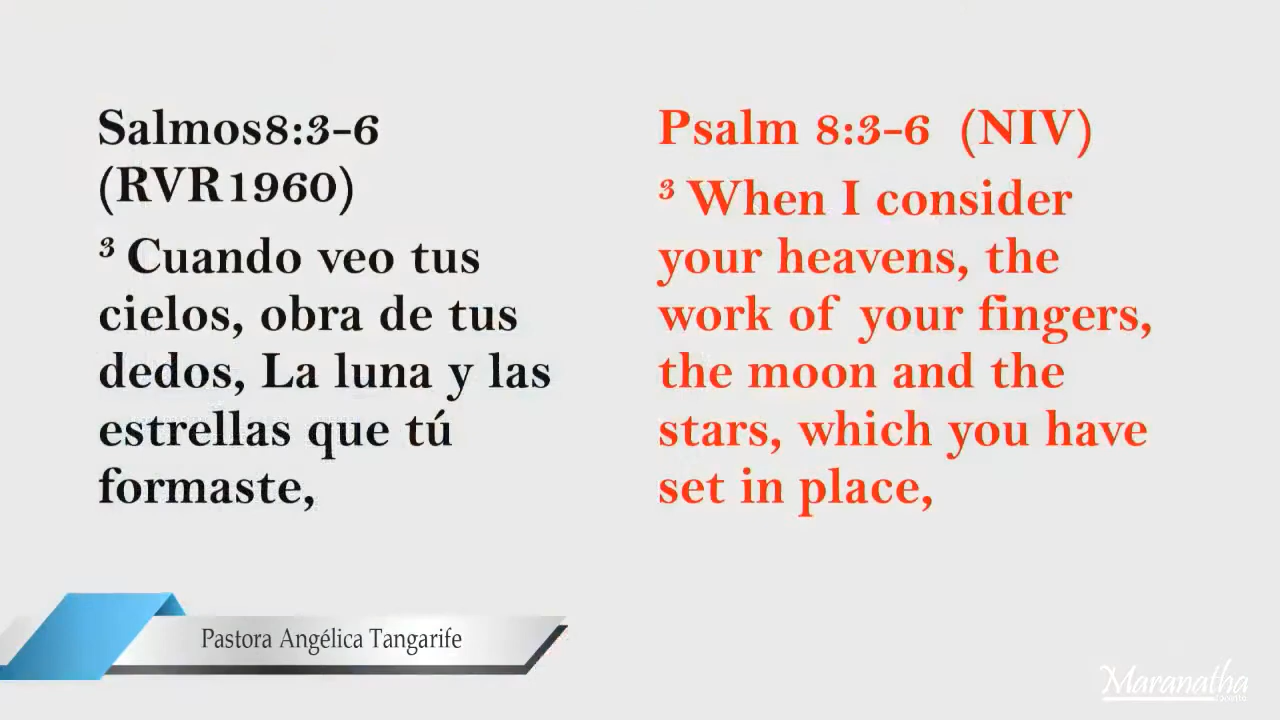 Salmos8:3-6
(RVR1960)
³ Cuando veo tus
cielos, obra de tus
dedos, La luna y las
estrellas que tú
formaste,
Psalm 8:3-6 (NIV)
³ When I consider
your heavens, the
work of your fingers,
the moon and the
stars, which you have
set in place,
Pastora Angélica Tangarife
Maranatha